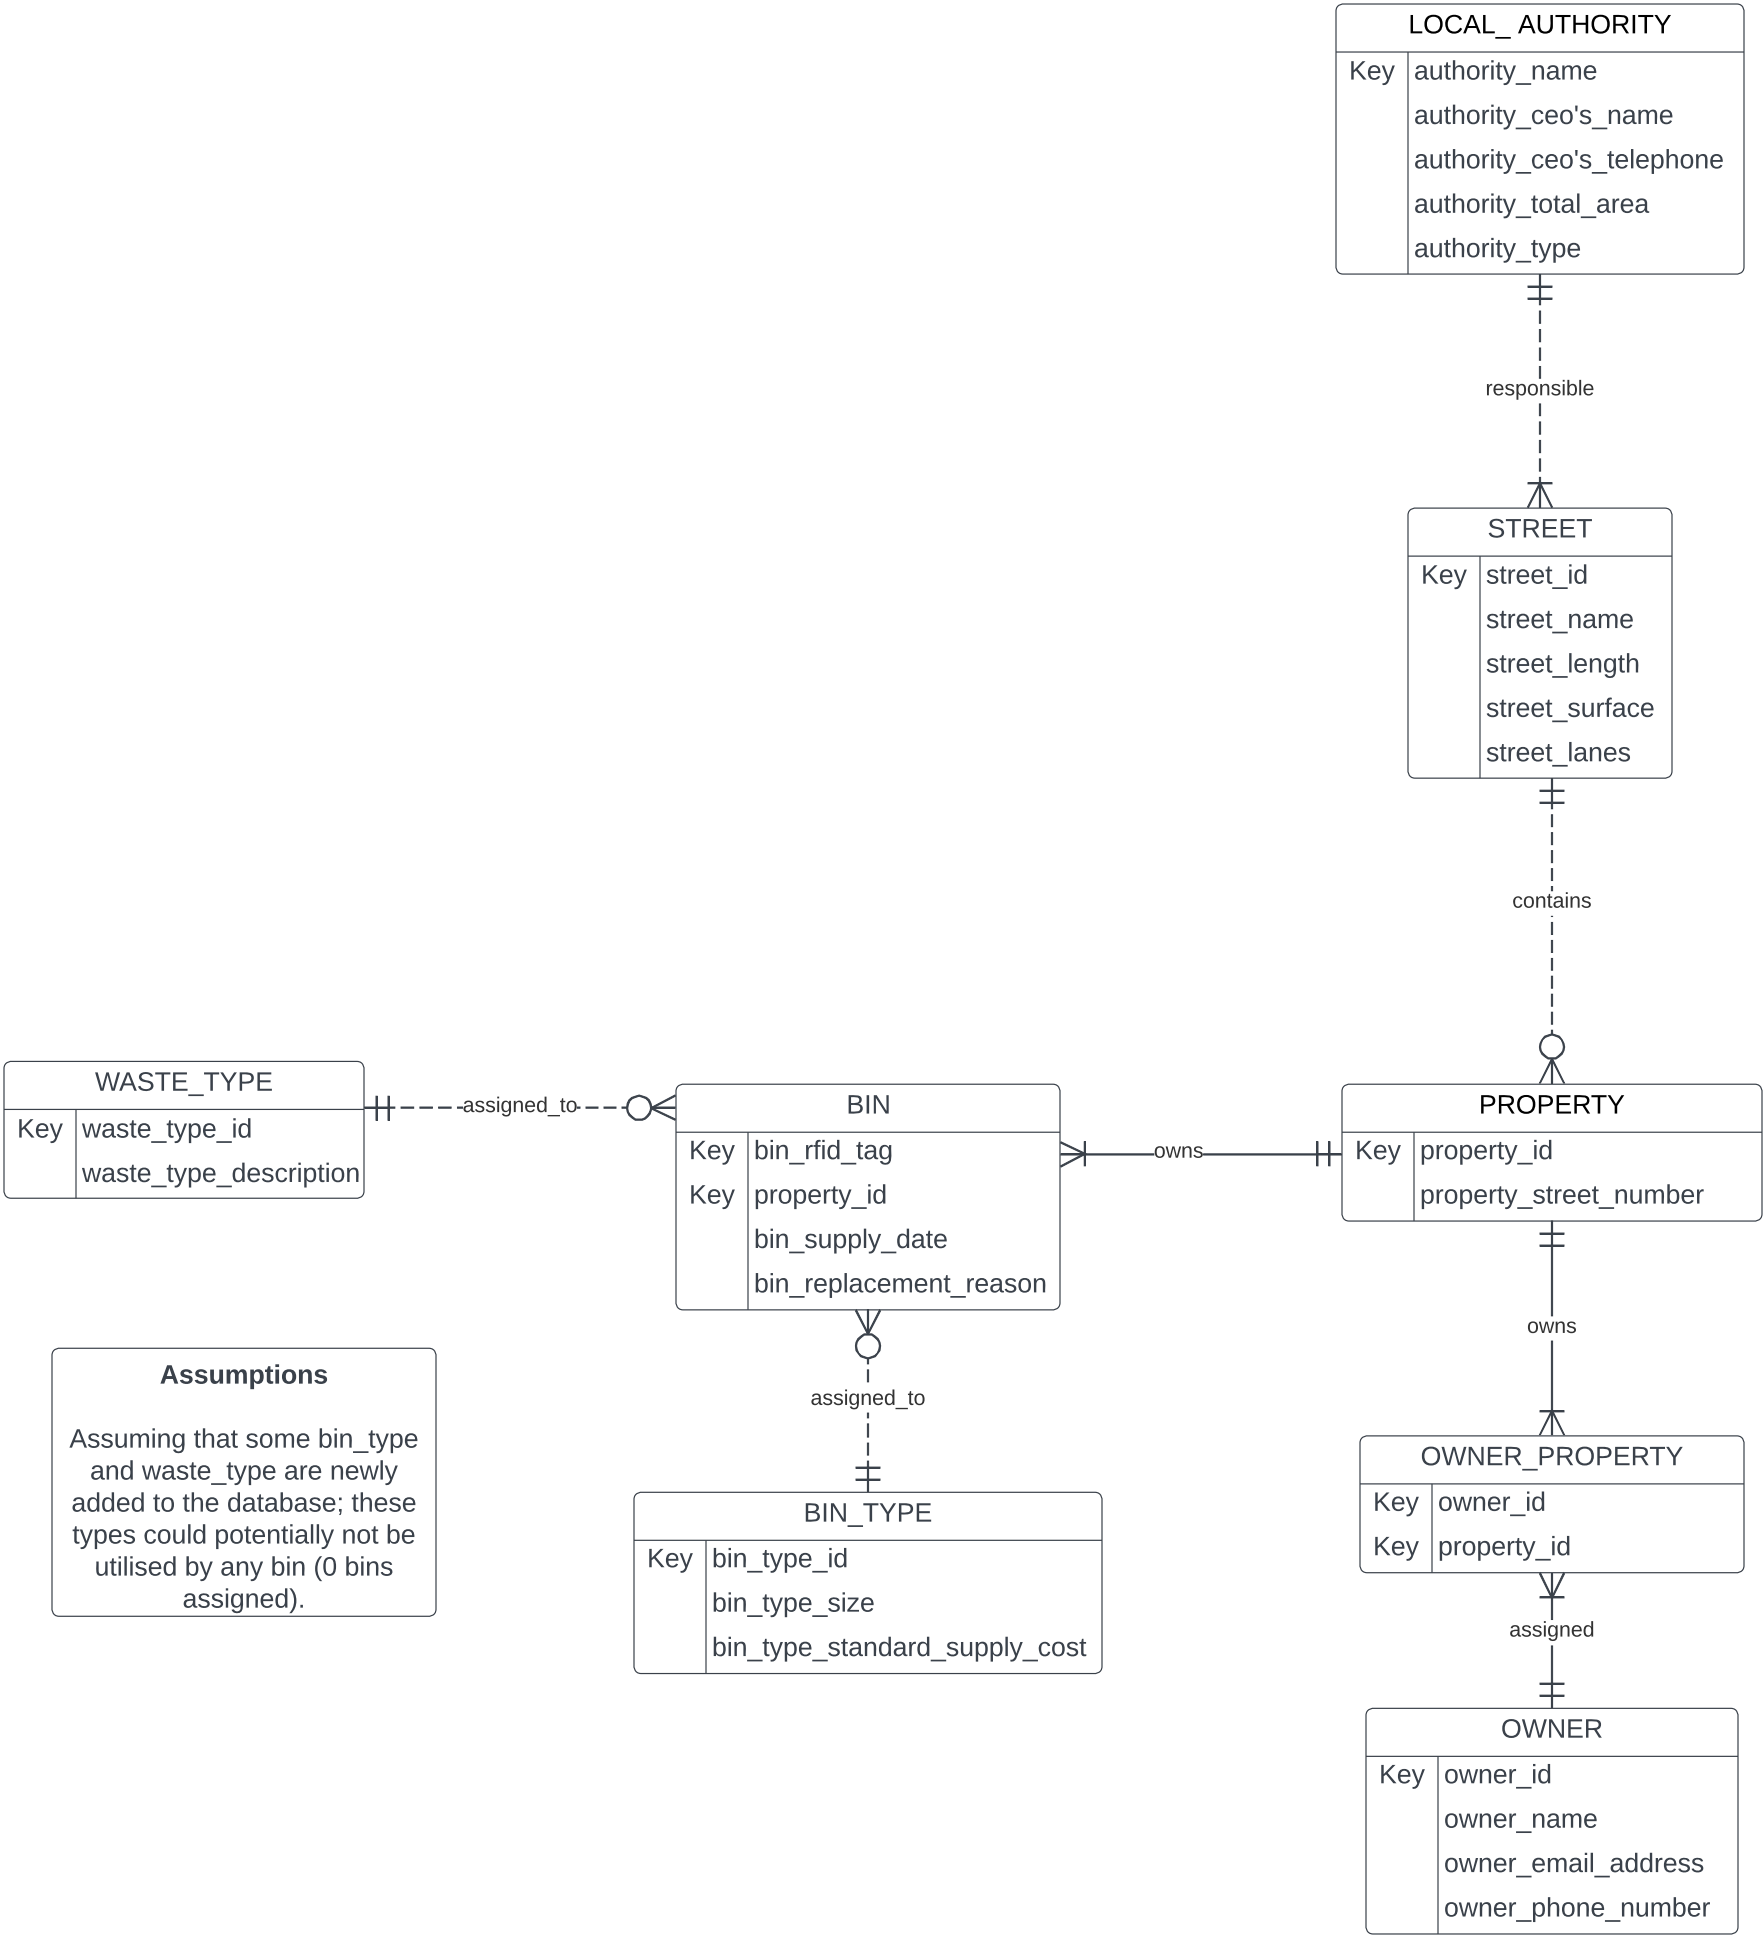 LOCAL_ AUTHORITY
Key authority_name
authority_ceo's_name
authority_ceo's_telephone
authority_total_area
authority_type
responsible
STREET
Key street_id
street_name
street_length
street_surface
street_lanes
contains
WASTE_TYPE
Key waste_type_id
waste_type_description
assigned_to
BIN
Key bin_rfid_tag
Key property_id
bin_supply_date
bin_replacement_reason
owns
PROPERTY
Key property_id
property_street_number
owns
Assumptions
Assuming that some bin_type
and waste_type are newly
added to the database; these
types could potentially not be
utilised by any bin (0 bins
assigned).
assigned_to
BIN_TYPE
Key bin_type_id
bin_type_size
bin_type_standard_supply_cost
OWNER_PROPERTY
Key owner_id
Key property_id
assigned
OWNER
Key owner_id
owner_name
owner_email_address
owner_phone_number